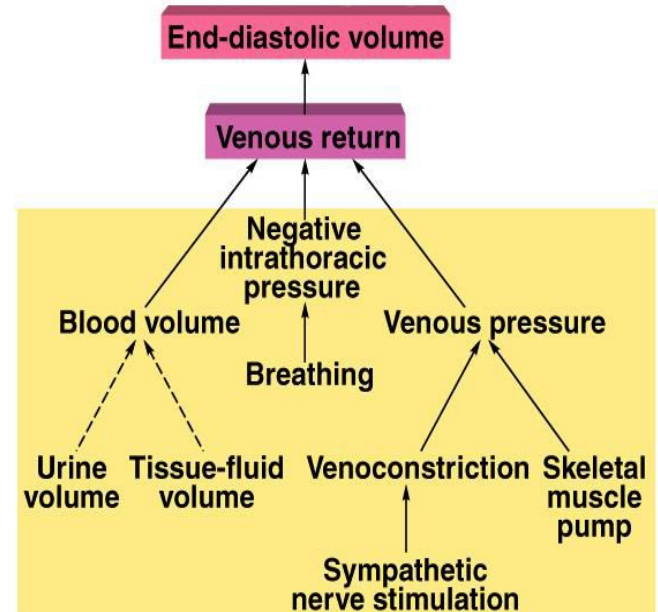 End-diastolic volume
Venous return
Negative
intrathoracic
pressure
Blood volume
Venous pressure
Breathing
Urine
volume
Tissue-fluid
volume
Venoconstriction
Skeletal
muscle
pump
Sympathetic
nerve stimulation